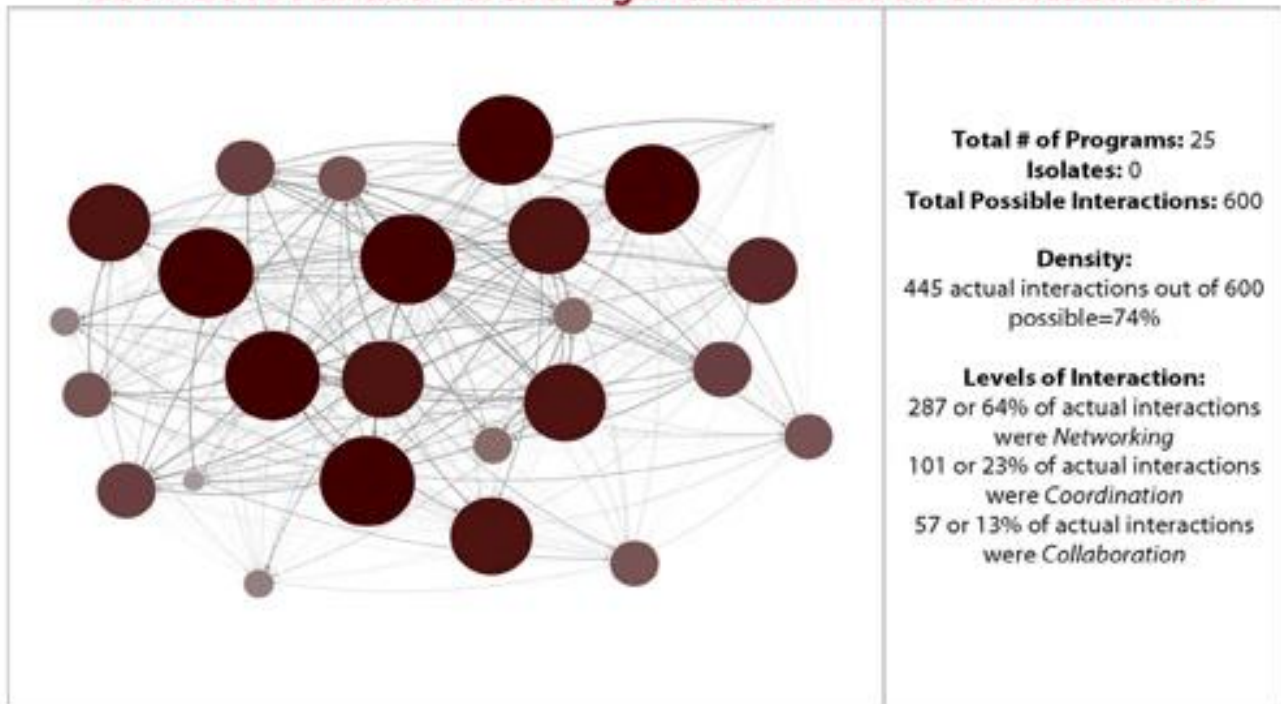 Total # of Programs: 25
Isolates: 0
Total Possible Interactions: 600
Density:
445 actual interactions out of 600
possible=74%
Levels of Interaction:
287 or 64% of actual interactions
were Networking
101 or 23% of actual interactions
were Coordination
57 or 13% of actual interactions
were Collaboration